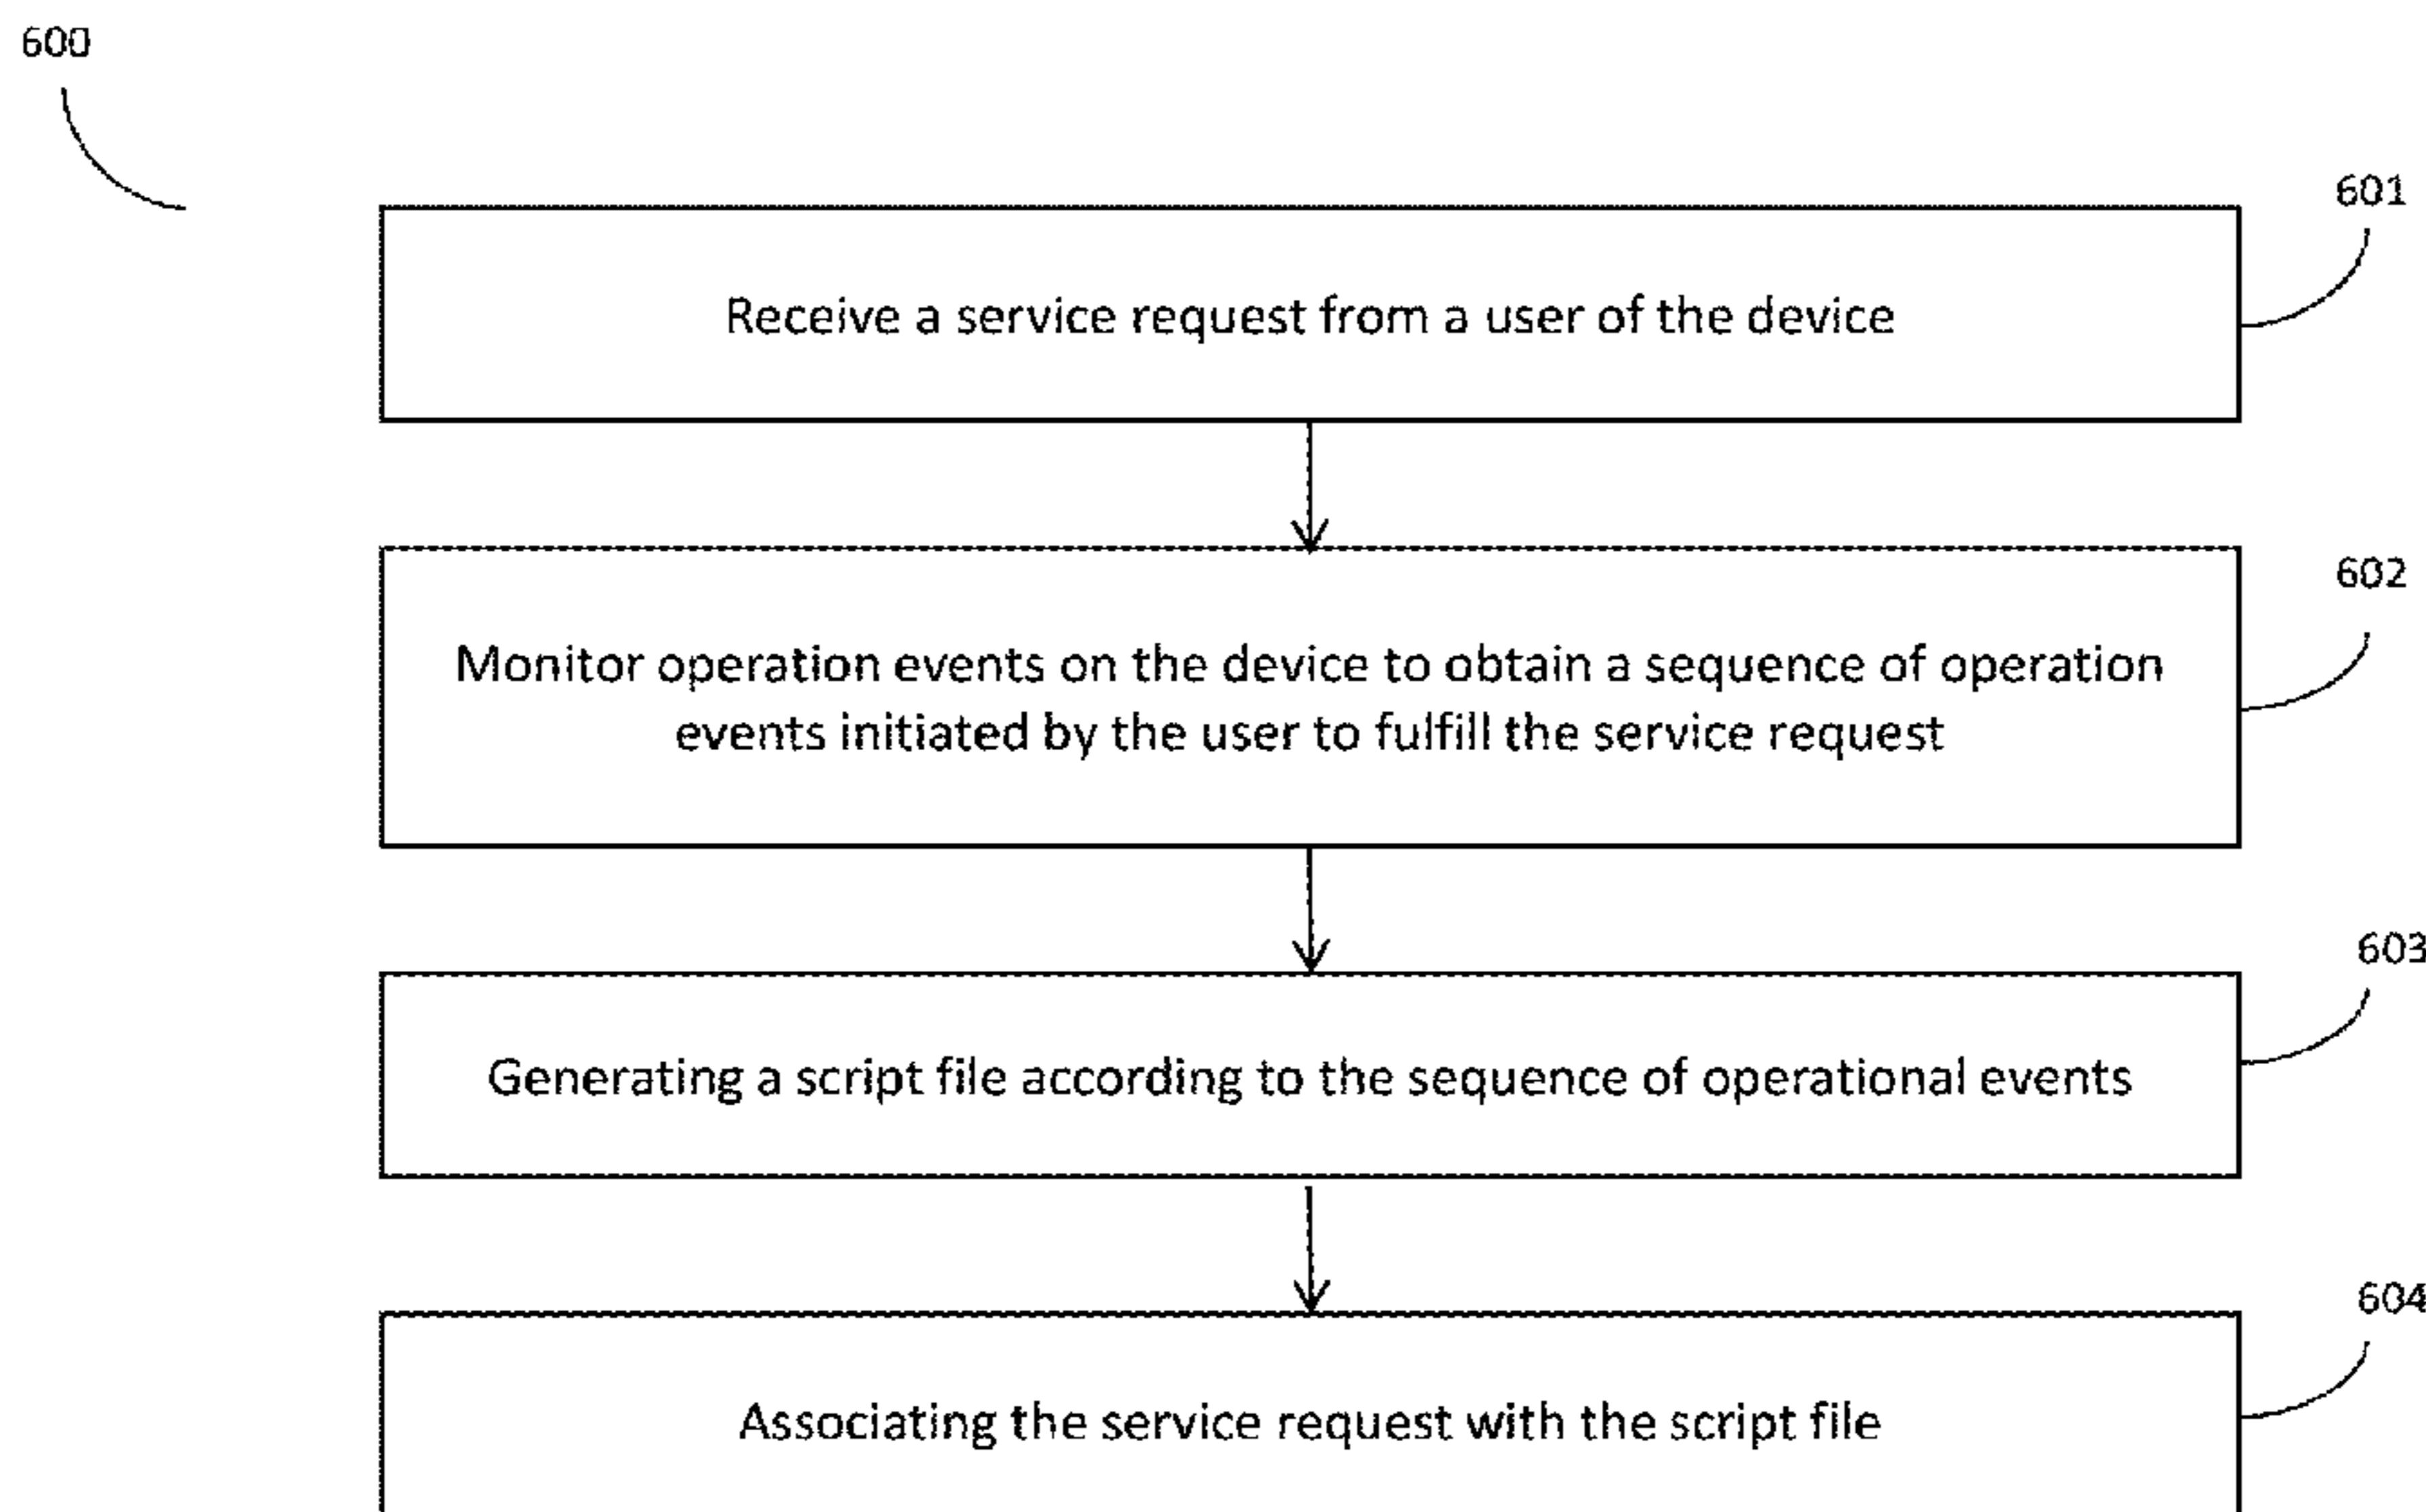 600
601
Receive a service request from a user of the device
602
Monitor operation events on the device to obtain a sequence of operation
events initiated by the user to fulfill the service request
603
Generating a script file according to the sequence of operational events
604
Associating the service request with the script file